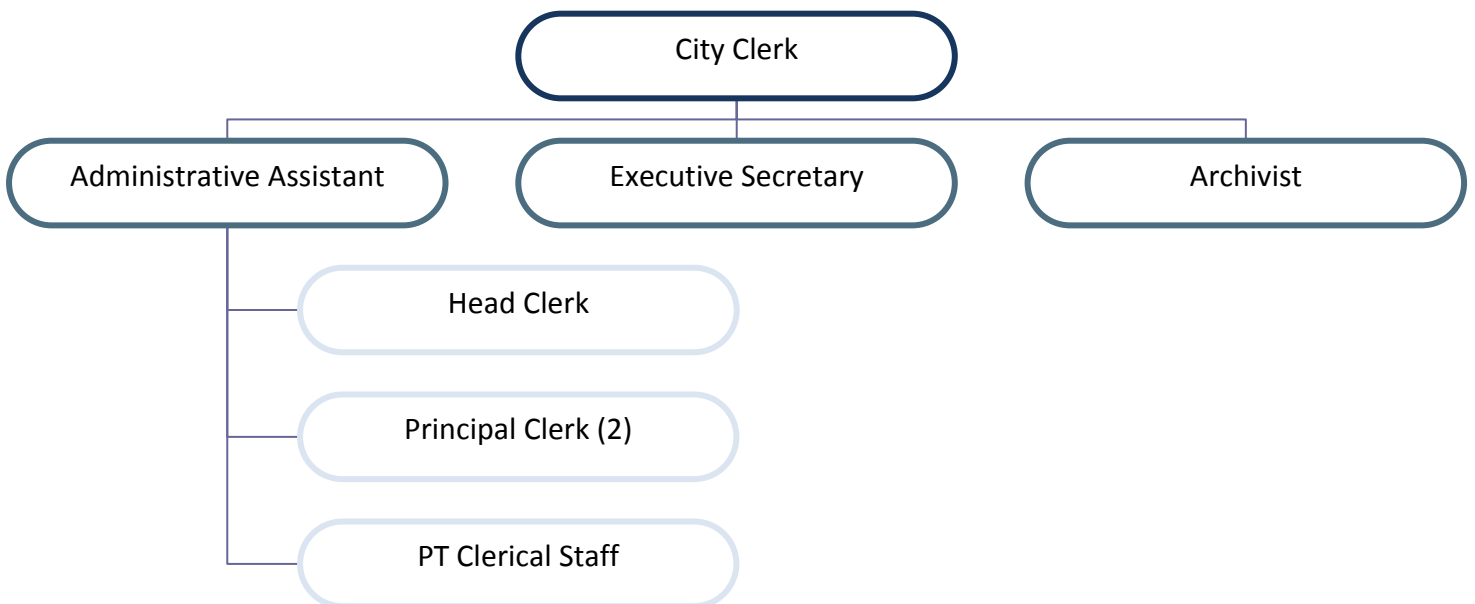 City Clerk
Administrative Assistant
Executive Secretary
Archivist
Head Clerk
Principal Clerk (2)
PT Clerical Staff